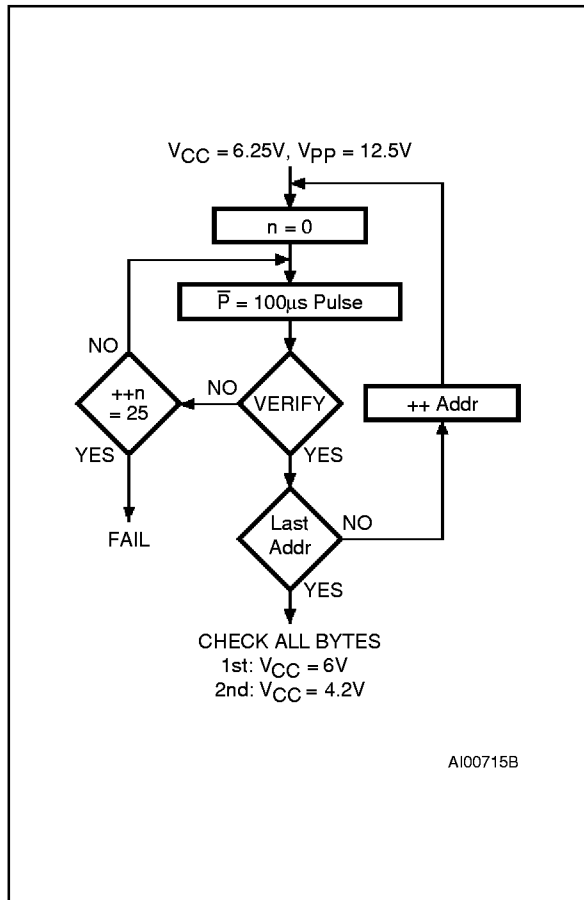 VCC = 6.25V, VPP = 12.5V
n = 0
P̅ = 100µs Pulse
NO
++n
= 25
NO
VERIFY
++ Addr
YES
YES
FAIL
Last
Addr
NO
YES
CHECK ALL BYTES
1st: VCC = 6V
2nd: VCC = 4.2V
AI00715B